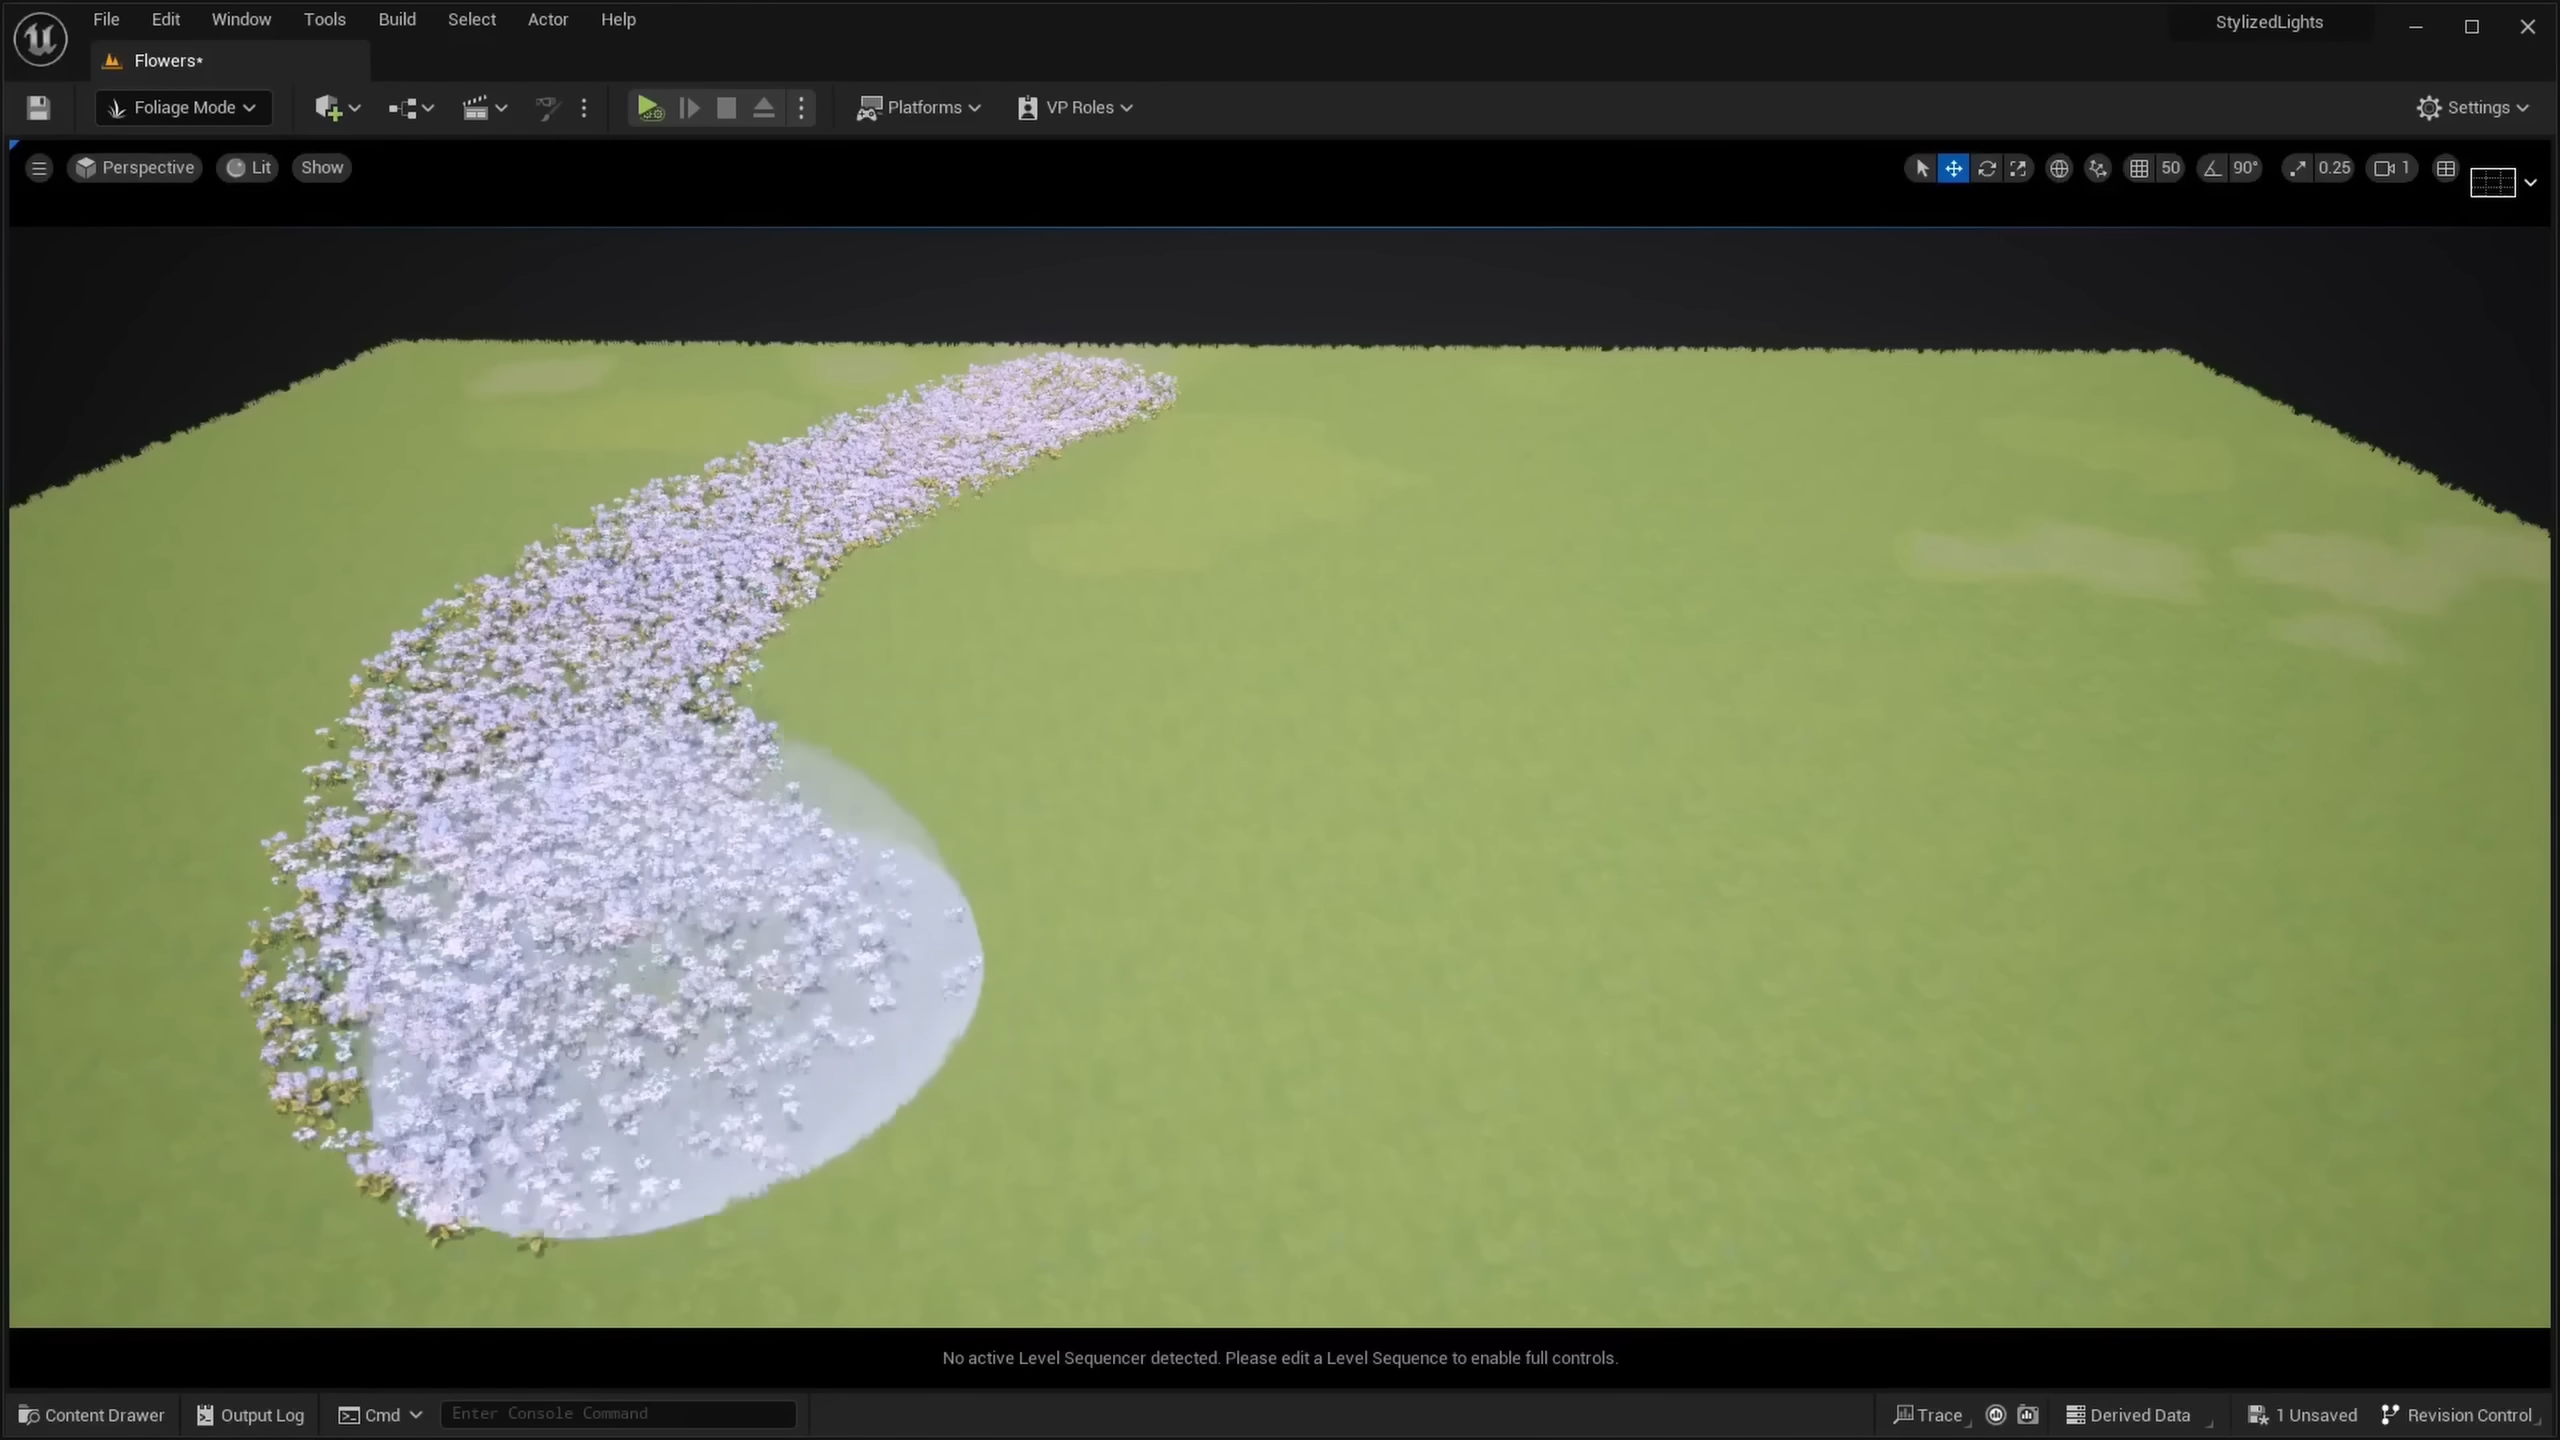 File Edit Window Tools Build Select Actor Help
StylizedLights
Flowers*
Foliage Mode
Platforms
VP Roles
Settings
Perspective Lit Show
50 90° 0.25 1
No active Level Sequencer detected. Please edit a Level Sequence to enable full controls.
Content Drawer Output Log Cmd Enter Console Command Trace Derived Data 1 Unsaved Revision Control